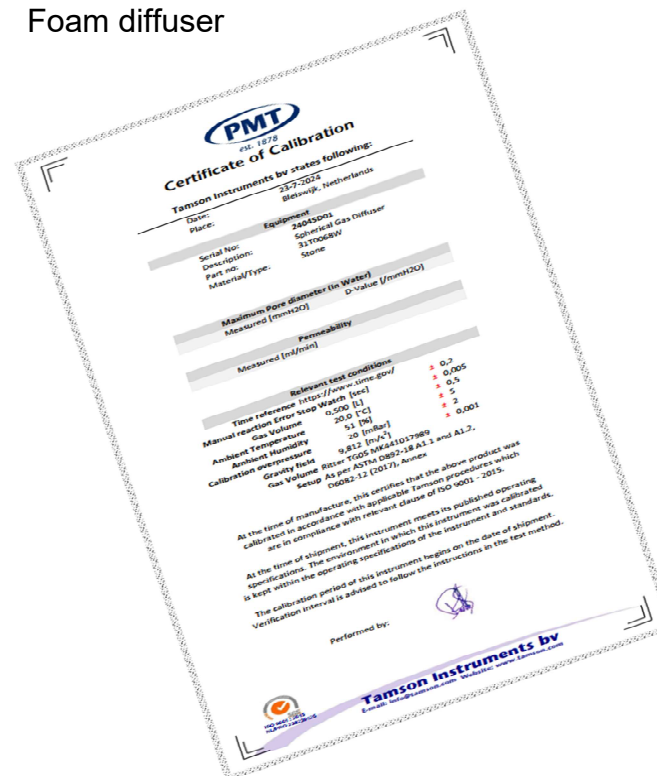 Foam diffuser
PMT
est. 1878
Certificate of Calibration
Tamson Instruments bv states following:
Date: 23-7-2024
Place: Bleiswijk, Netherlands
Equipment
Serial No: 2404SD01
Description: Spherical Gas Diffuser
Part no: 31T0068W
Material/Type: Stone
Maximum Pore diameter (in Water)
Measured [mmH2O] D-Value [/mmH2O]
Permeability
Measured [ml/min]
Relevant test conditions
Time reference https://www.time.gov/
Manual reaction Error Stop Watch [sec] ± 0,2
Gas Volume 0,500 [L] ± 0,005
Ambient Temperature 20,0 [°C] ± 0,5
Ambient Humidity 51 [%] ± 5
Calibration overpressure 20 [mBar] ± 2
Gravity field 9,812 [m/s²] ± 0,001
Gas Volume Ritter TG05 MK441017989
Setup As per ASTM D892-18 A1.1 and A1.2,
D6082-12 (2017), Annex
At the time of manufacture, this certifies that the above product was
calibrated in accordance with applicable Tamson procedures which
are in compliance with relevant clause of ISO 9001 - 2015.
At the time of shipment, this instrument meets its published operating
specifications. The environment in which this instrument was calibrated
is kept within the operating specifications of the instrument and standards.
The calibration period of this instrument begins on the date of shipment.
Verification interval is advised to follow the instructions in the test method.
Performed by:
Tamson Instruments bv
E-mail: info@tamson.com Website: www.tamson.com